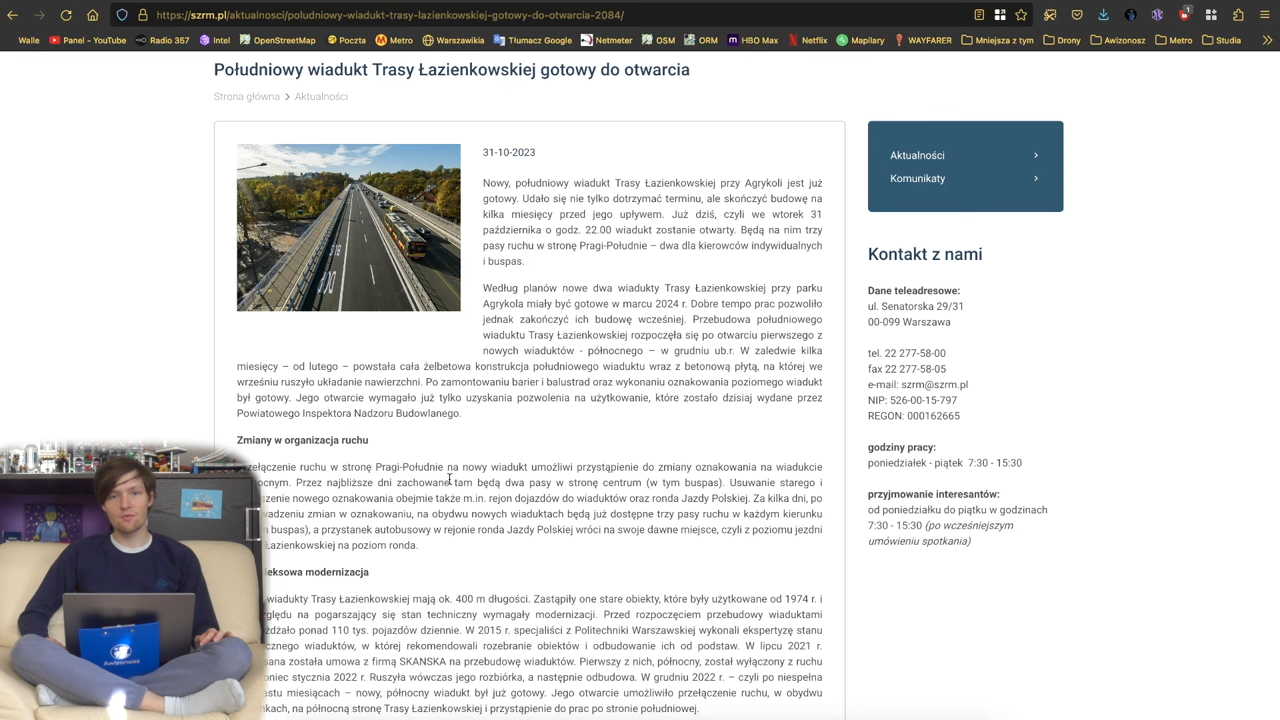 https://szrm.pl/aktualnosci/poludniowy-wiadukt-trasy-lazienkowskiej-gotowy-do-otwarcia-2084/
Walle
Panel - YouTube
Radio 357
Intel
OpenStreetMap
Poczta
Metro
Warszawikia
Tłumacz Google
Netmeter
OSM
ORM
HBO Max
Netflix
Mapilary
WAYFARER
Mniejsza z tym
Drony
Awizonosz
Metro
Studia
Południowy wiadukt Trasy Łazienkowskiej gotowy do otwarcia
Strona główna > Aktualności
31-10-2023
Nowy, południowy wiadukt Trasy Łazienkowskiej przy Agrykoli jest już
gotowy. Udało się nie tylko dotrzymać terminu, ale skończyć budowę na
kilka miesięcy przed jego upływem. Już dziś, czyli we wtorek 31
października o godz. 22.00 wiadukt zostanie otwarty. Będą na nim trzy
pasy ruchu w stronę Pragi-Południe – dwa dla kierowców indywidualnych
i buspas.
Według planów nowe dwa wiadukty Trasy Łazienkowskiej przy parku
Agrykola miały być gotowe w marcu 2024 r. Dobre tempo prac pozwoliło
jednak zakończyć ich budowę wcześniej. Przebudowa południowego
wiaduktu Trasy Łazienkowskiej rozpoczęła się po otwarciu pierwszego z
nowych wiaduktów - północnego – w grudniu ub.r. W zaledwie kilka
miesięcy – od lutego – powstała cała żelbetowa konstrukcja południowego wiaduktu wraz z betonową płytą, na której we
wrześniu ruszyło układanie nawierzchni. Po zamontowaniu barier i balustrad oraz wykonaniu oznakowania poziomego wiadukt
był gotowy. Jego otwarcie wymagało już tylko uzyskania pozwolenia na użytkowanie, które zostało dzisiaj wydane przez
Powiatowego Inspektora Nadzoru Budowlanego.
Zmiany w organizacja ruchu
ełączenie ruchu w stronę Pragi-Południe na nowy wiadukt umożliwi przystąpienie do zmiany oznakowania na wiadukcie
ocnym. Przez najbliższe dni zachowane tam będą dwa pasy w stronę centrum (w tym buspas). Usuwanie starego i
szenie nowego oznakowania obejmie także m.in. rejon dojazdów do wiaduktów oraz ronda Jazdy Polskiej. Za kilka dni, po
wadzeniu zmian w oznakowaniu, na obydwu nowych wiaduktach będą już dostępne trzy pasy ruchu w każdym kierunku
n buspas), a przystanek autobusowy w rejonie ronda Jazdy Polskiej wróci na swoje dawne miejsce, czyli z poziomu jezdni
Łazienkowskiej na poziom ronda.
leksowa modernizacja
wiadukty Trasy Łazienkowskiej mają ok. 400 m długości. Zastąpiły one stare obiekty, które były użytkowane od 1974 r. i
ględu na pogarszający się stan techniczny wymagały modernizacji. Przed rozpoczęciem przebudowy wiaduktami
żdżało ponad 110 tys. pojazdów dziennie. W 2015 r. specjaliści z Politechniki Warszawskiej wykonali ekspertyzę stanu
icznego wiaduktów, w której rekomendowali rozebranie obiektów i odbudowanie ich od podstaw. W lipcu 2021 r.
sana została umowa z firmą SKANSKA na przebudowę wiaduktów. Pierwszy z nich, północny, został wyłączony z ruchu
oniec stycznia 2022 r. Ruszyła wówczas jego rozbiórka, a następnie odbudowa. W grudniu 2022 r. – czyli po niespełna
astu miesiącach – nowy, północny wiadukt był już gotowy. Jego otwarcie umożliwiło przełączenie ruchu, w obydwu
nkach, na północną stronę Trasy Łazienkowskiej i przystąpienie do prac po stronie południowej.
Aktualności
Komunikaty
Kontakt z nami
Dane teleadresowe:
ul. Senatorska 29/31
00-099 Warszawa
tel. 22 277-58-00
fax 22 277-58-05
e-mail: szrm@szrm.pl
NIP: 526-00-15-797
REGON: 000162665
godziny pracy:
poniedziałek - piątek 7:30 - 15:30
przyjmowanie interesantów:
od poniedziałku do piątku w godzinach
7:30 - 15:30 (po wcześniejszym
umówieniu spotkania)
Awizonosz